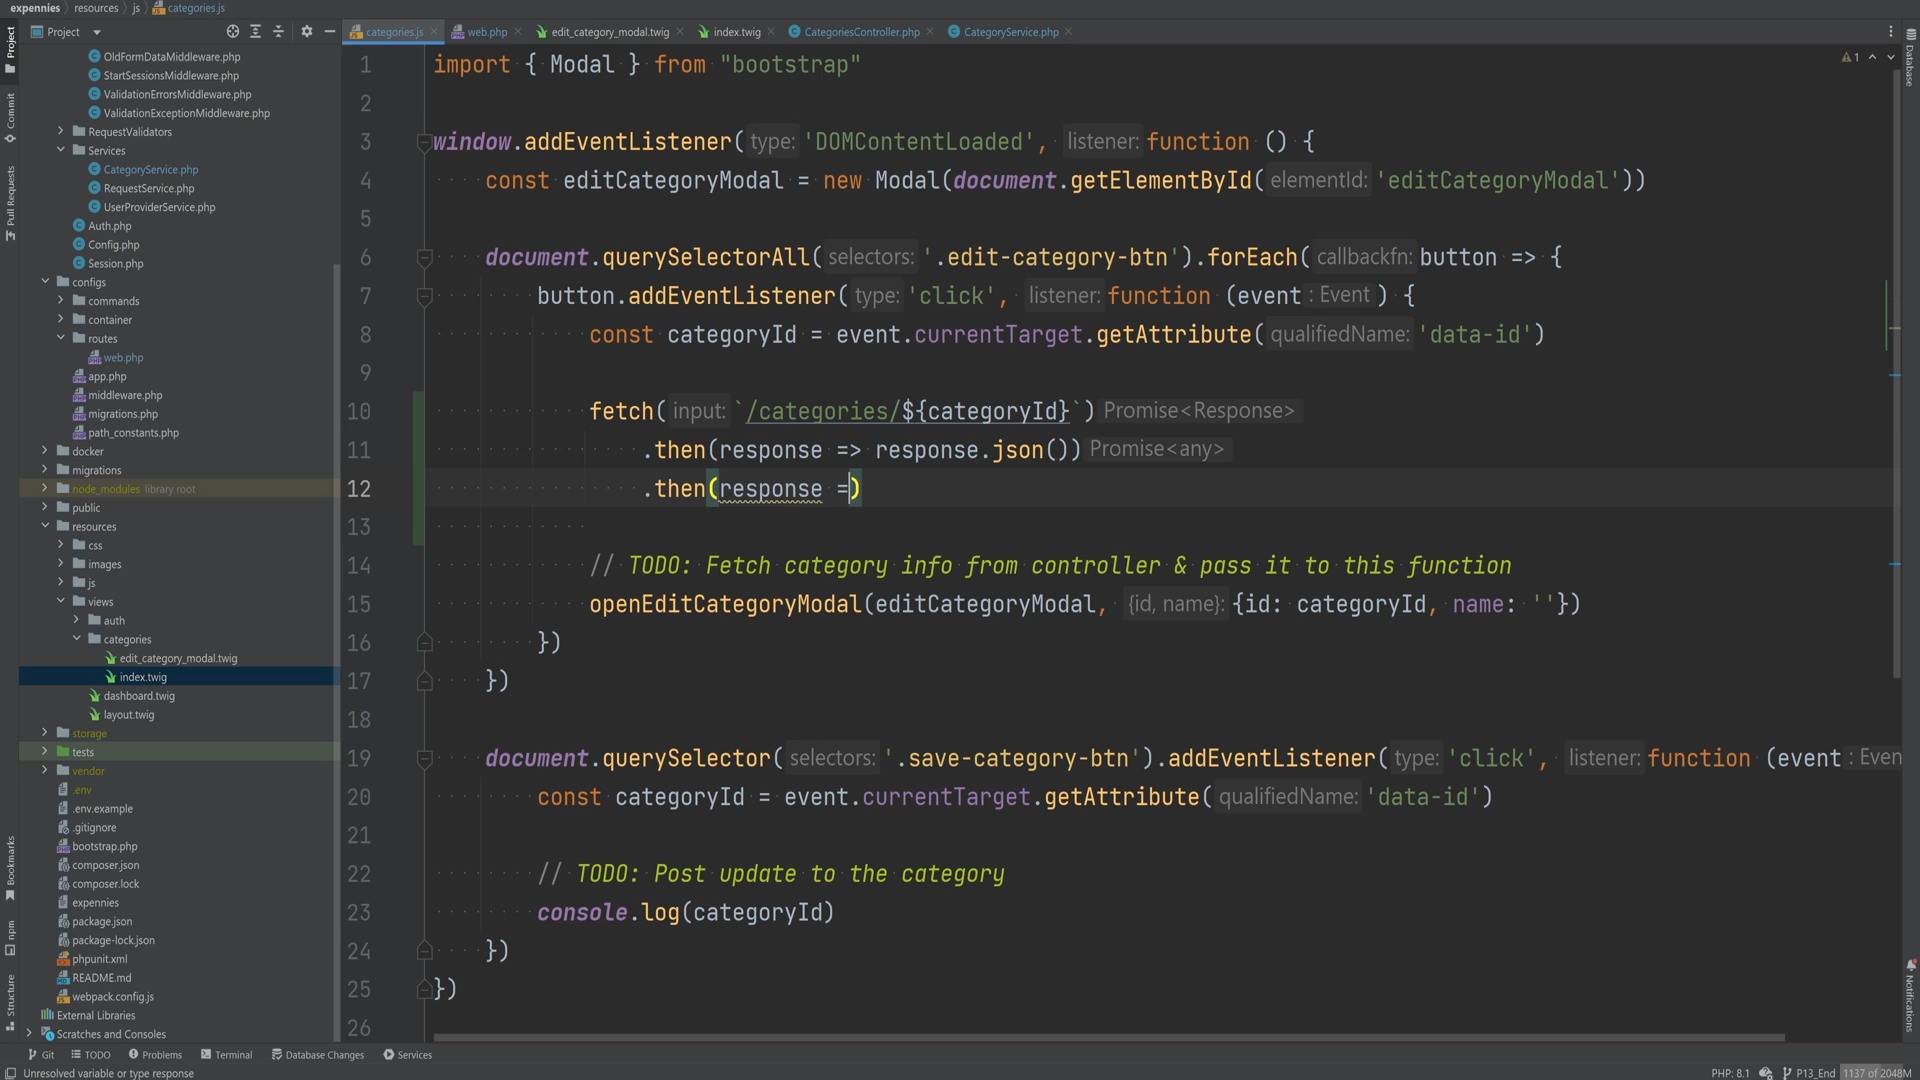 expennies resources js categories.js
Project
categories.js web.php edit_category_modal.twig index.twig CategoriesController.php CategoryService.php
OldFormDataMiddleware.php
StartSessionsMiddleware.php
ValidationErrorsMiddleware.php
ValidationExceptionMiddleware.php
RequestValidators
Services
CategoryService.php
RequestService.php
UserProviderService.php
Auth.php
Config.php
Session.php
configs
commands
container
routes
web.php
app.php
middleware.php
migrations.php
path_constants.php
docker
migrations
node_modules library root
public
resources
css
images
js
views
auth
categories
edit_category_modal.twig
index.twig
dashboard.twig
layout.twig
storage
tests
vendor
.env
.env.example
.gitignore
bootstrap.php
composer.json
composer.lock
expennies
package.json
package-lock.json
phpunit.xml
README.md
webpack.config.js
External Libraries
Scratches and Consoles
Project
Commit
Pull Requests
Bookmarks
npm
Structure
1 import { Modal } from "bootstrap"
2
3 window.addEventListener( type: 'DOMContentLoaded', listener: function () {
4 const editCategoryModal = new Modal(document.getElementById( elementId: 'editCategoryModal'))
5
6 document.querySelectorAll( selectors: '.edit-category-btn').forEach( callbackfn: button => {
7 button.addEventListener( type: 'click', listener: function (event : Event ) {
8 const categoryId = event.currentTarget.getAttribute( qualifiedName: 'data-id')
9
10 fetch( input: `/categories/${categoryId}`) Promise<Response>
11 .then(response => response.json()) Promise<any>
12 .then(response =)
13
14 // TODO: Fetch category info from controller & pass it to this function
15 openEditCategoryModal(editCategoryModal, {id, name}: {id: categoryId, name: ''})
16 })
17 })
18
19 document.querySelector( selectors: '.save-category-btn').addEventListener( type: 'click', listener: function (event : Even
20 const categoryId = event.currentTarget.getAttribute( qualifiedName: 'data-id')
21
22 // TODO: Post update to the category
23 console.log(categoryId)
24 })
25 })
26
1
Database
Notifications
Git TODO Problems Terminal Database Changes Services
Unresolved variable or type response
PHP: 8.1 P13_End 1137 of 2048M